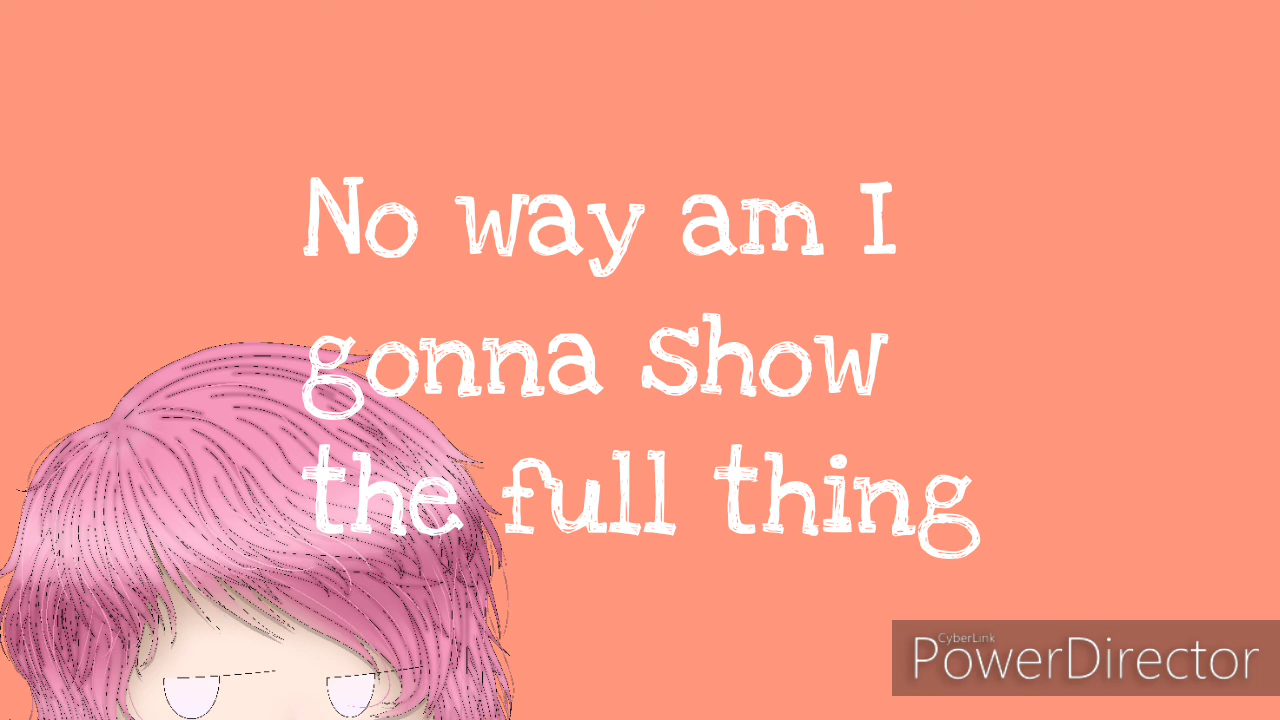 No way am I
gonna show
the full thing
CyberLink
PowerDirector